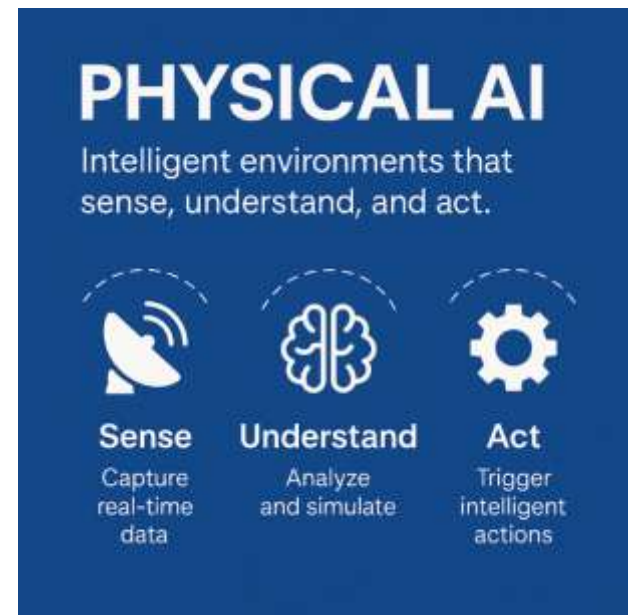 PHYSICAL AI
Intelligent environments that
sense, understand, and act.
Sense
Capture
real-time
data
Understand
Analyze
and simulate
Act
Trigger
intelligent
actions